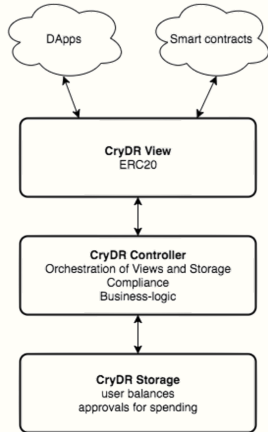 DApps
Smart contracts
CryDR View
ERC20
CryDR Controller
Orchestration of Views and Storage
Compliance
Business-logic
CryDR Storage
user balances
approvals for spending